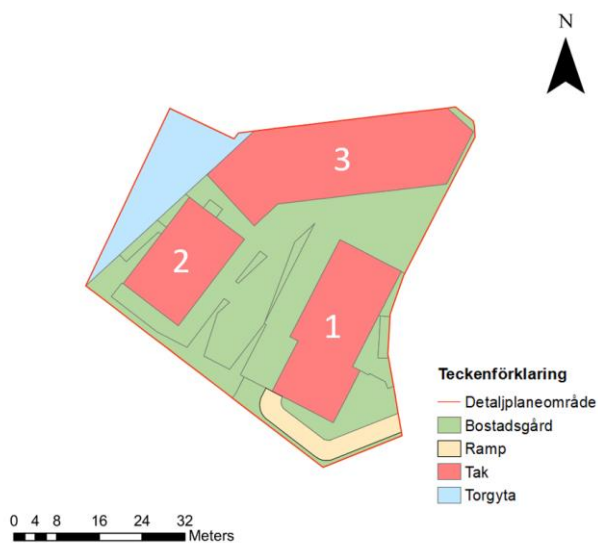 N
3
2
1
Teckenförklaring
Detaljplaneområde
Bostadsgård
Ramp
Tak
Torgyta
0 4 8 16 24 32
Meters